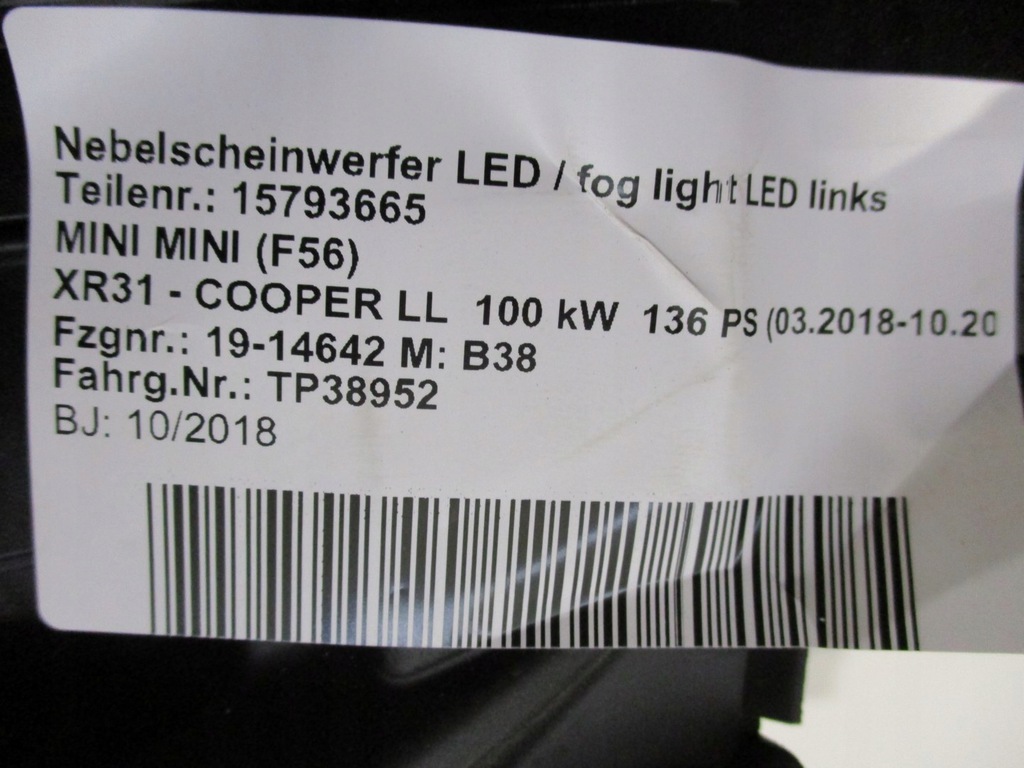 Nebelscheinwerfer LED / fog light LED links
Teilenr.: 15793665
MINI MINI (F56)
XR31 - COOPER LL 100 kW 136 PS (03.2018-10.20
Fzgnr.: 19-14642 M: B38
Fahrg.Nr.: TP38952
BJ: 10/2018